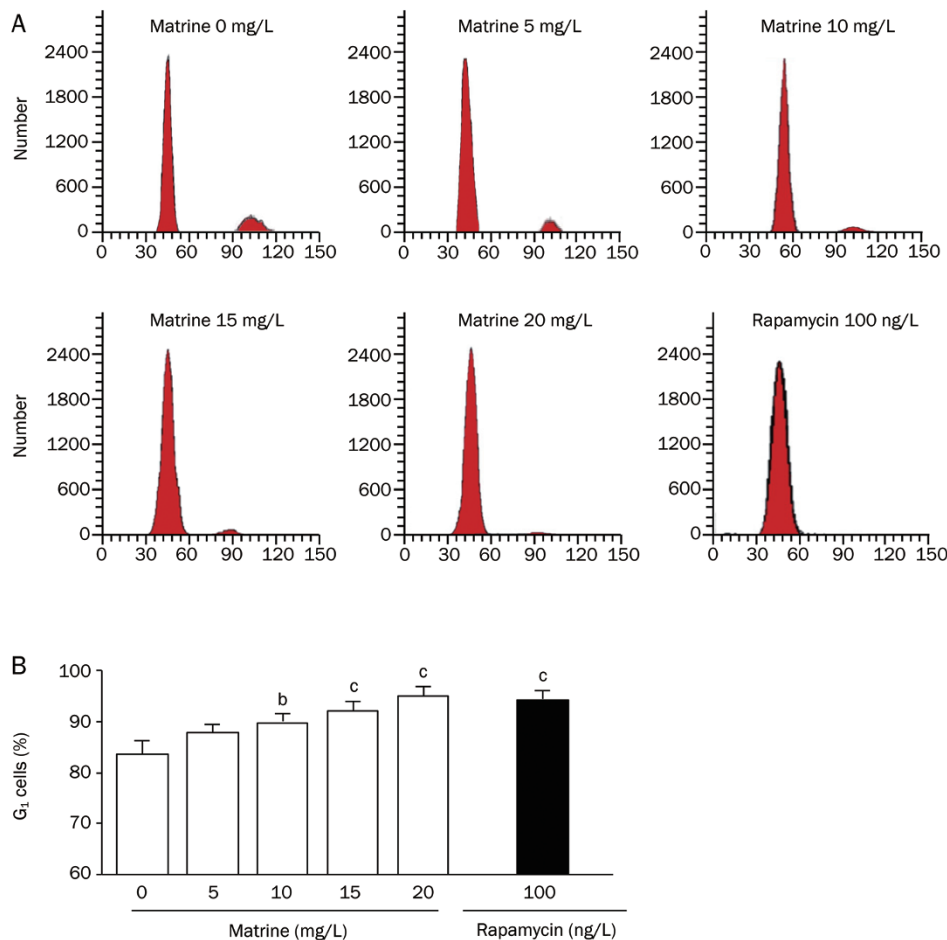 A
Matrine 0 mg/L
Matrine 5 mg/L
Matrine 10 mg/L
Number
2400
1800
1200
600
0
0 30 60 90 120 150
2400
1800
1200
600
0
0 30 60 90 120 150
2400
1800
1200
600
0
0 30 60 90 120 150
Matrine 15 mg/L
Matrine 20 mg/L
Rapamycin 100 ng/L
Number
2400
1800
1200
600
0
0 30 60 90 120 150
2400
1800
1200
600
0
0 30 60 90 120 150
2400
1800
1200
600
0
0 30 60 90 120 150
B
G₁ cells (%)
100
90
80
70
60
b
c
c
c
0 5 10 15 20 100
Matrine (mg/L) Rapamycin (ng/L)